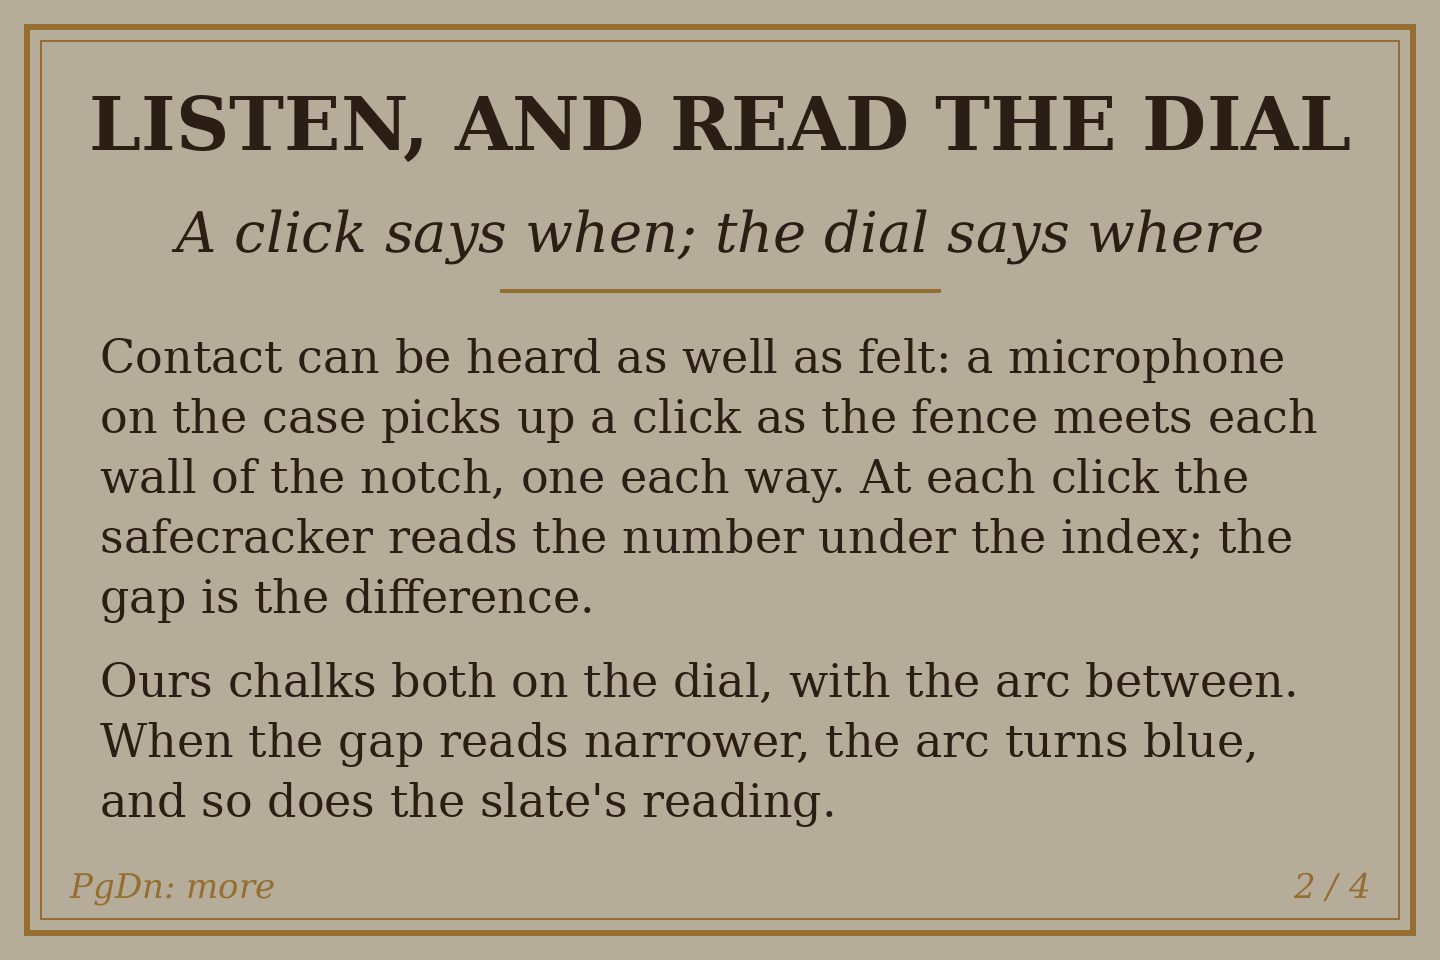 LISTEN, AND READ THE DIAL
A click says when; the dial says where
Contact can be heard as well as felt: a microphone
on the case picks up a click as the fence meets each
wall of the notch, one each way. At each click the
safecracker reads the number under the index; the
gap is the difference.
Ours chalks both on the dial, with the arc between.
When the gap reads narrower, the arc turns blue,
and so does the slate's reading.
PgDn: more
2 / 4